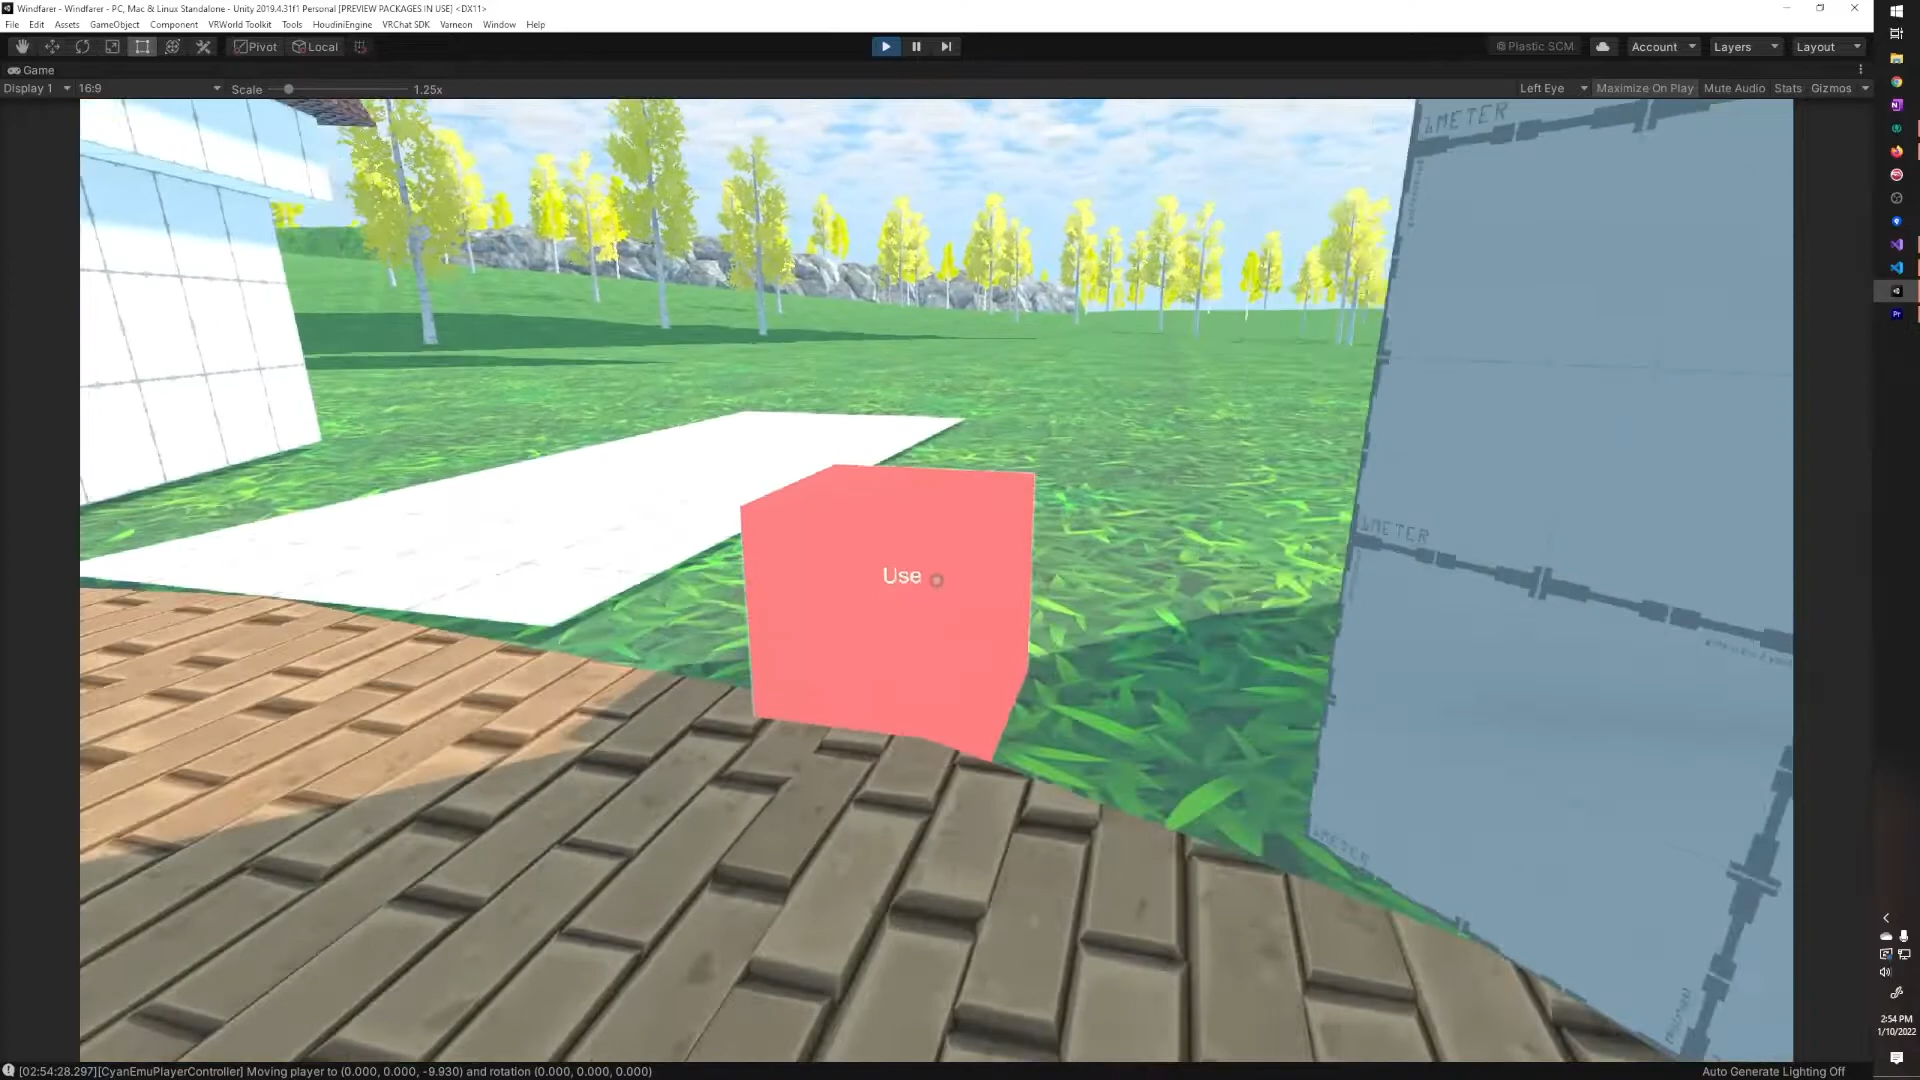 Windfarer - Windfarer - PC, Mac & Linux Standalone - Unity 2019.4.31f1 Personal [PREVIEW PACKAGES IN USE] <DX11>
File Edit Assets GameObject Component VRWorld Toolkit Tools HoudiniEngine VRChat SDK Varneon Window Help
Pivot Local Plastic SCM Account Layers Layout
Game
Display 1 16:9 Scale 1.25x Left Eye Maximize On Play Mute Audio Stats Gizmos
METER
METER
METER
Use
Pr
N
2:54 PM
1/10/2022
[02:54:28.297][CyanEmuPlayerController] Moving player to (0.000, 0.000, -9.930) and rotation (0.000, 0.000, 0.000)
Auto Generate Lighting Off